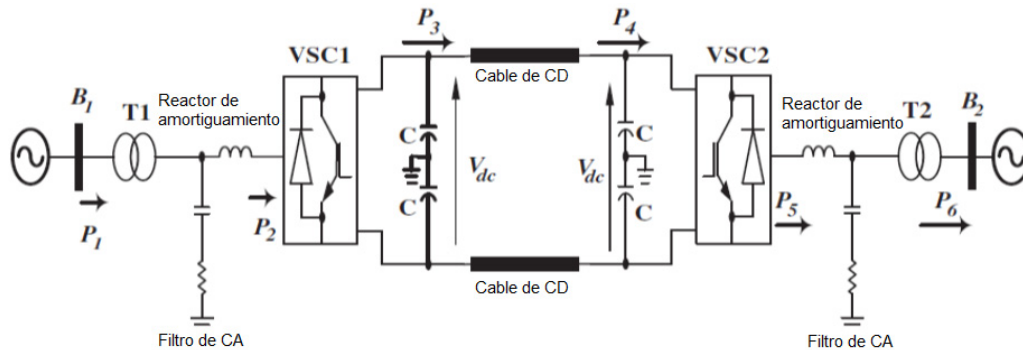 P3
P4
VSC1
VSC2
Cable de CD
B1
T1
Reactor de
amortiguamiento
Reactor de
amortiguamiento
T2
B2
C
C
Vdc
Vdc
C
C
P1
P2
P5
P6
Cable de CD
Filtro de CA
Filtro de CA